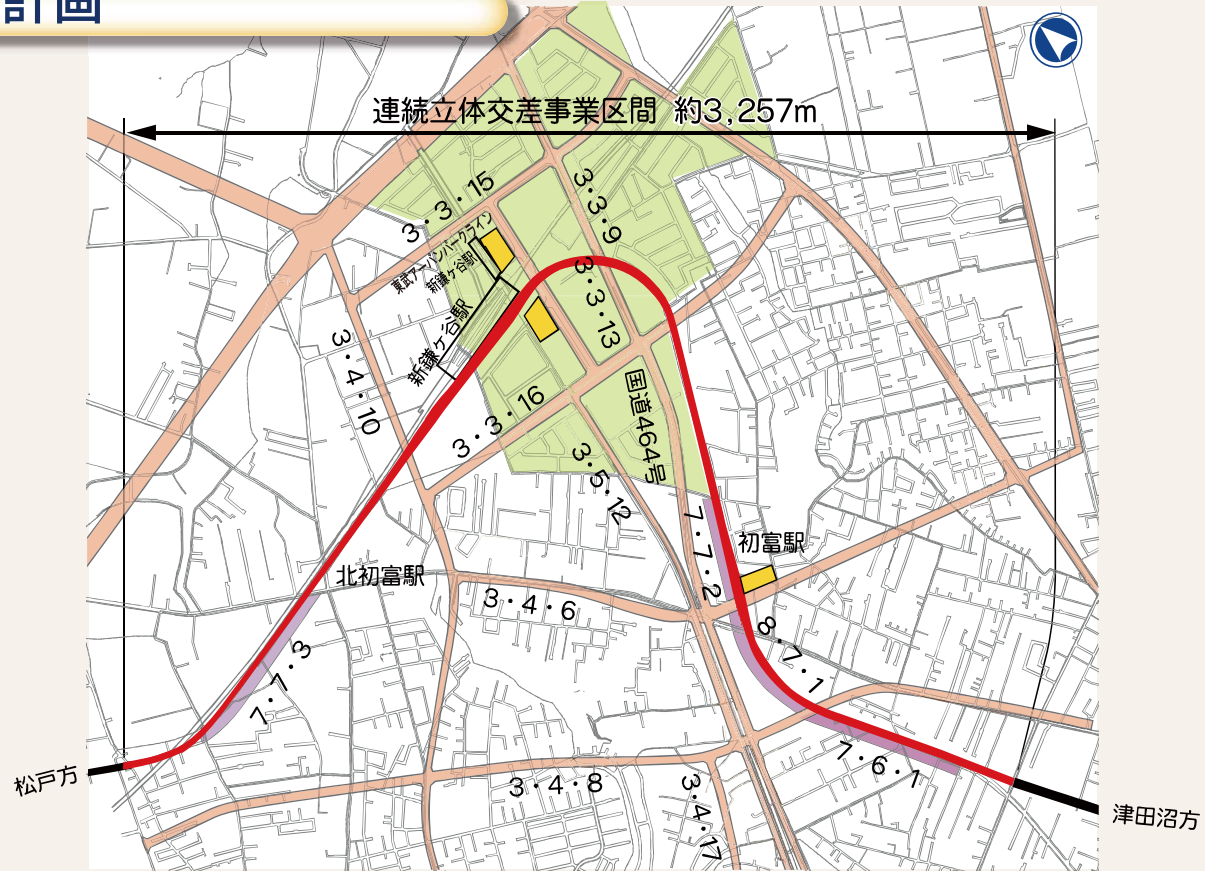 計画
連続立体交差事業区間 約3,257m
3・3・15
3・3・9
東武アーバンパークライン
新鎌ヶ谷駅
3・3・13
新鎌ヶ谷駅
3・4・10
国道464号
3・3・16
3・5・12
7・7・2
初富駅
北初富駅
3・4・6
8・7・1
7・7・3
7・6・1
松戸方
3・4・8
3・4・17
津田沼方